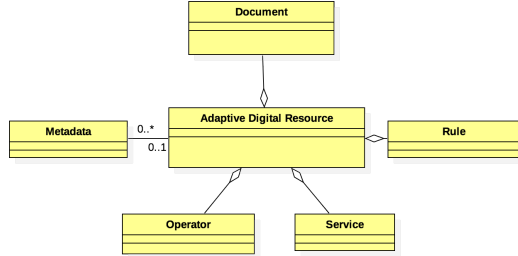 Document
Adaptive Digital Resource
Metadata
0..*
0..1
Rule
Operator
Service